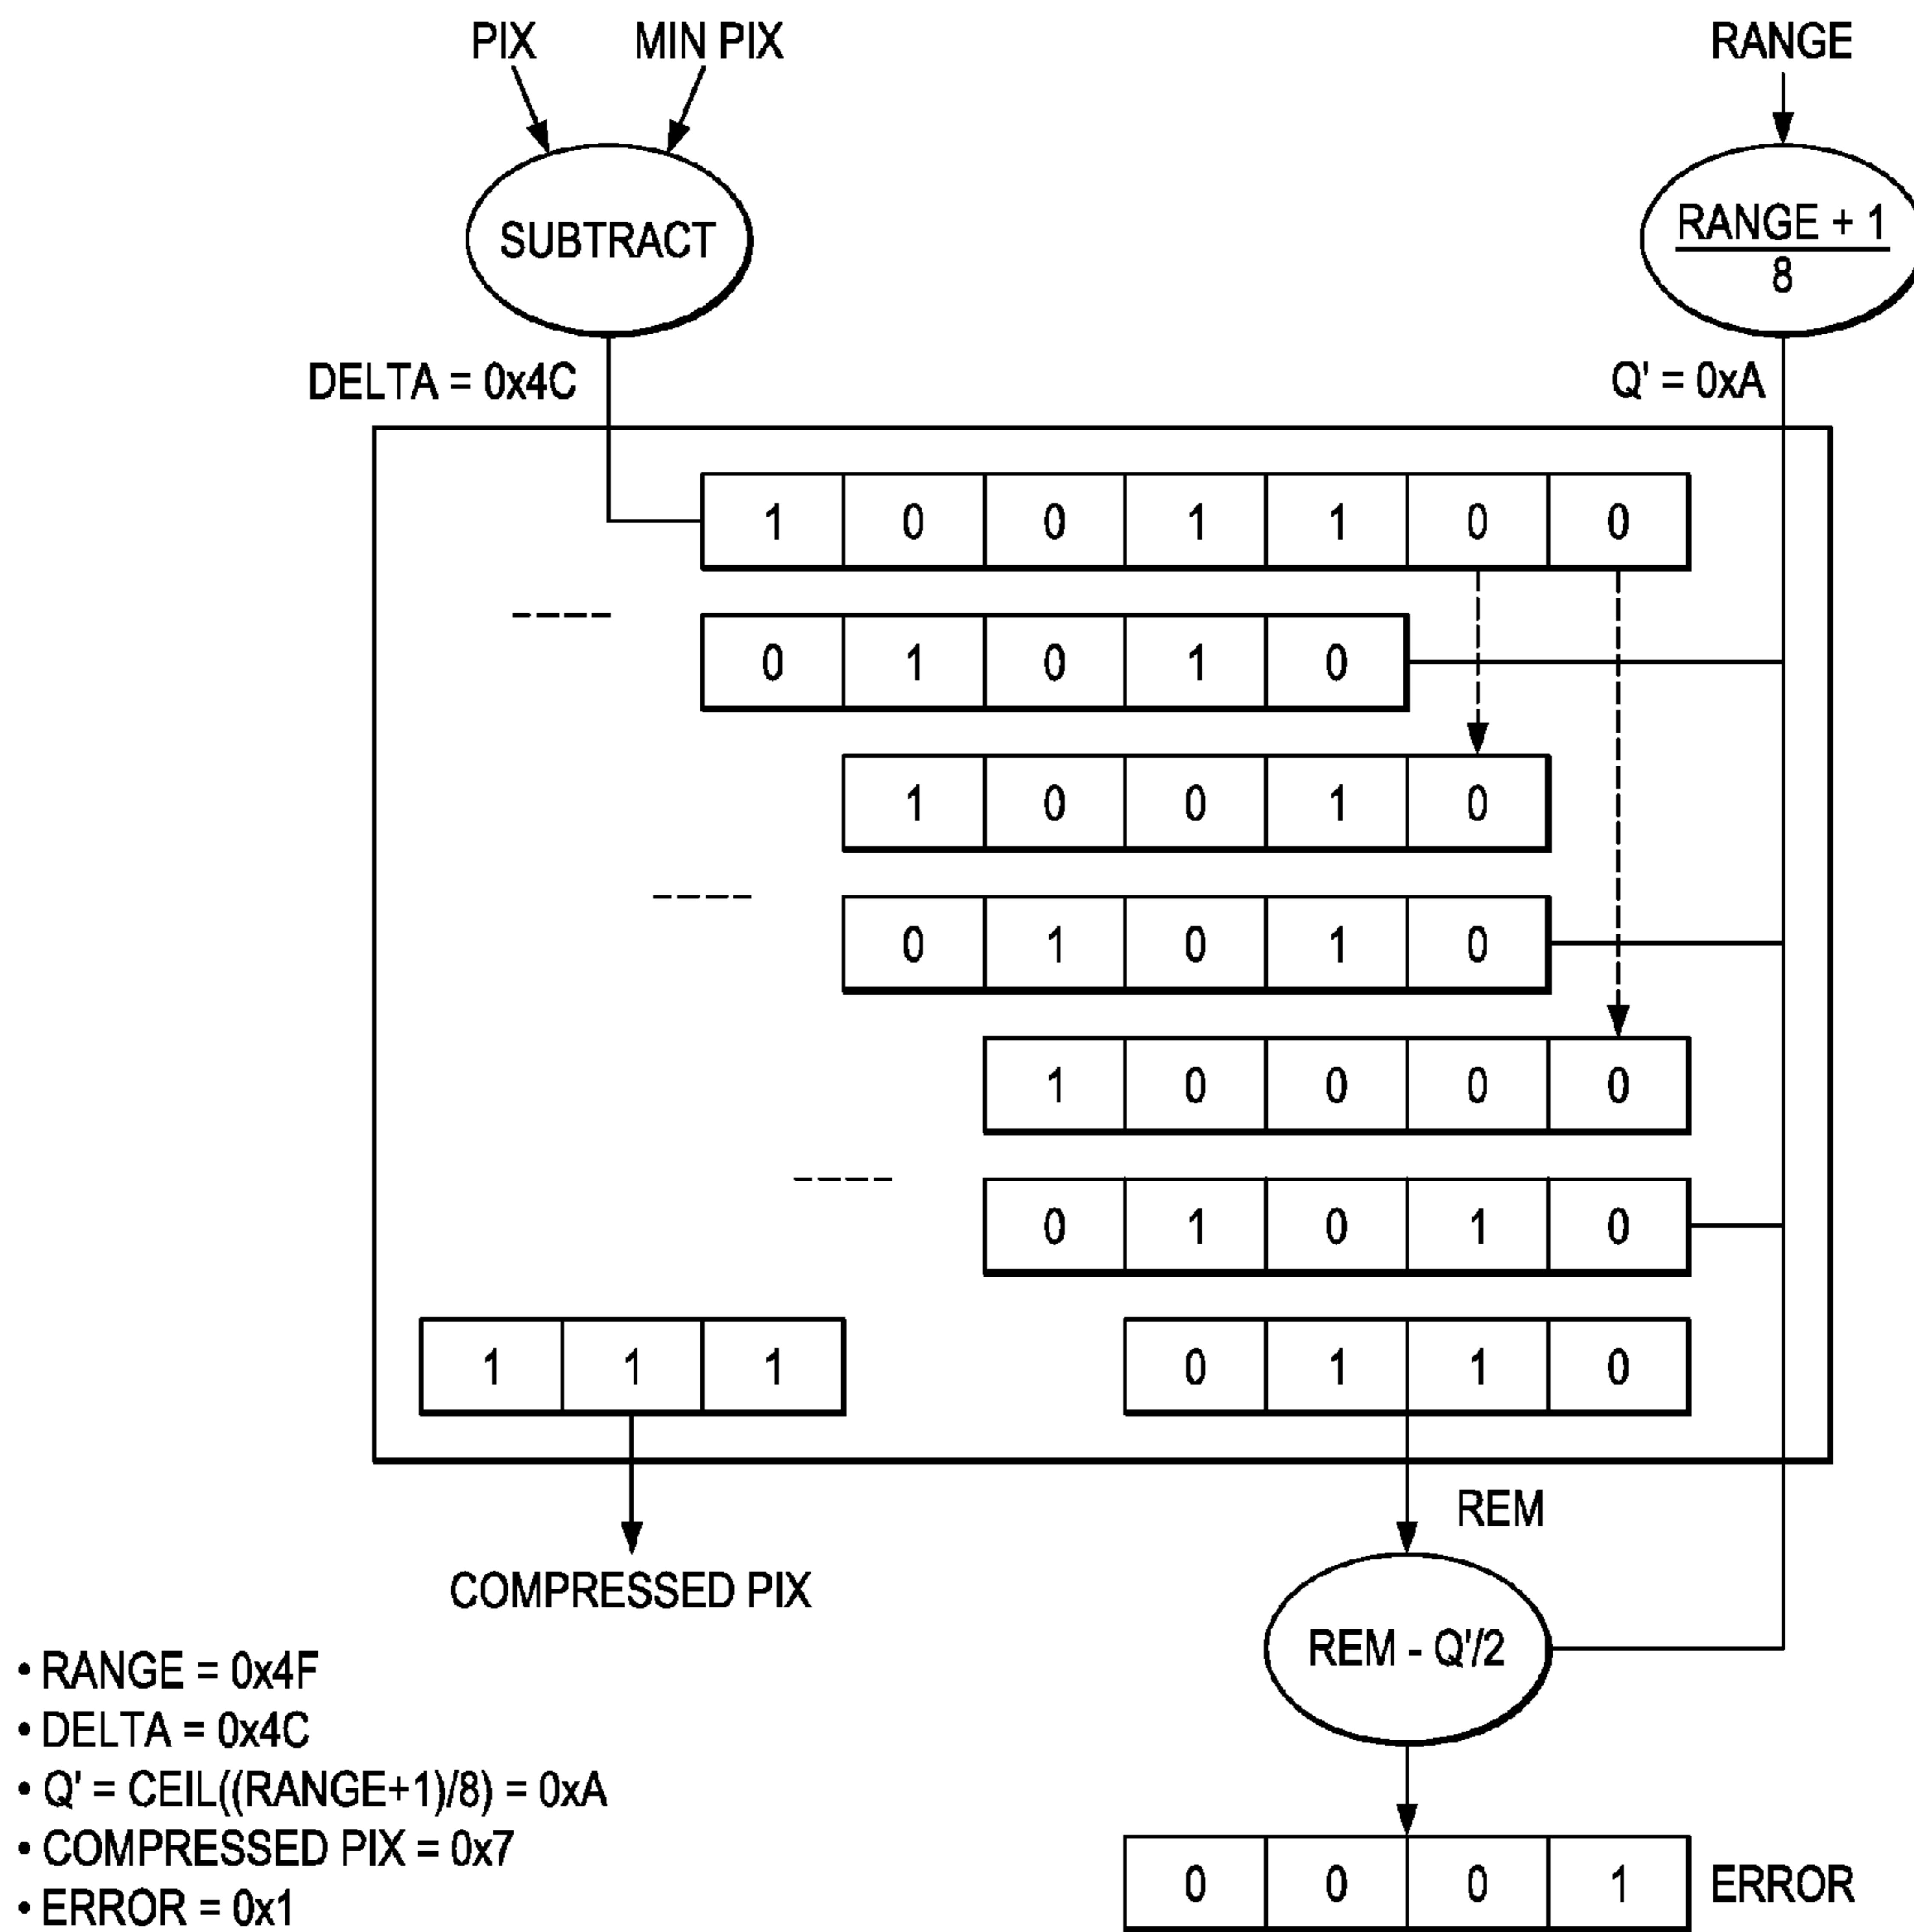 PIX MIN PIX RANGE
SUBTRACT
RANGE + 1
8
DELTA = 0x4C
Q' = 0xA
1 0 0 1 1 0 0
0 1 0 1 0
1 0 0 1 0
0 1 0 1 0
1 0 0 0 0
0 1 0 1 0
1 1 1 0 1 1 0
REM
COMPRESSED PIX
REM - Q'/2
• RANGE = 0x4F
• DELTA = 0x4C
• Q' = CEIL((RANGE+1)/8) = 0xA
• COMPRESSED PIX = 0x7
• ERROR = 0x1
0 0 0 1 ERROR